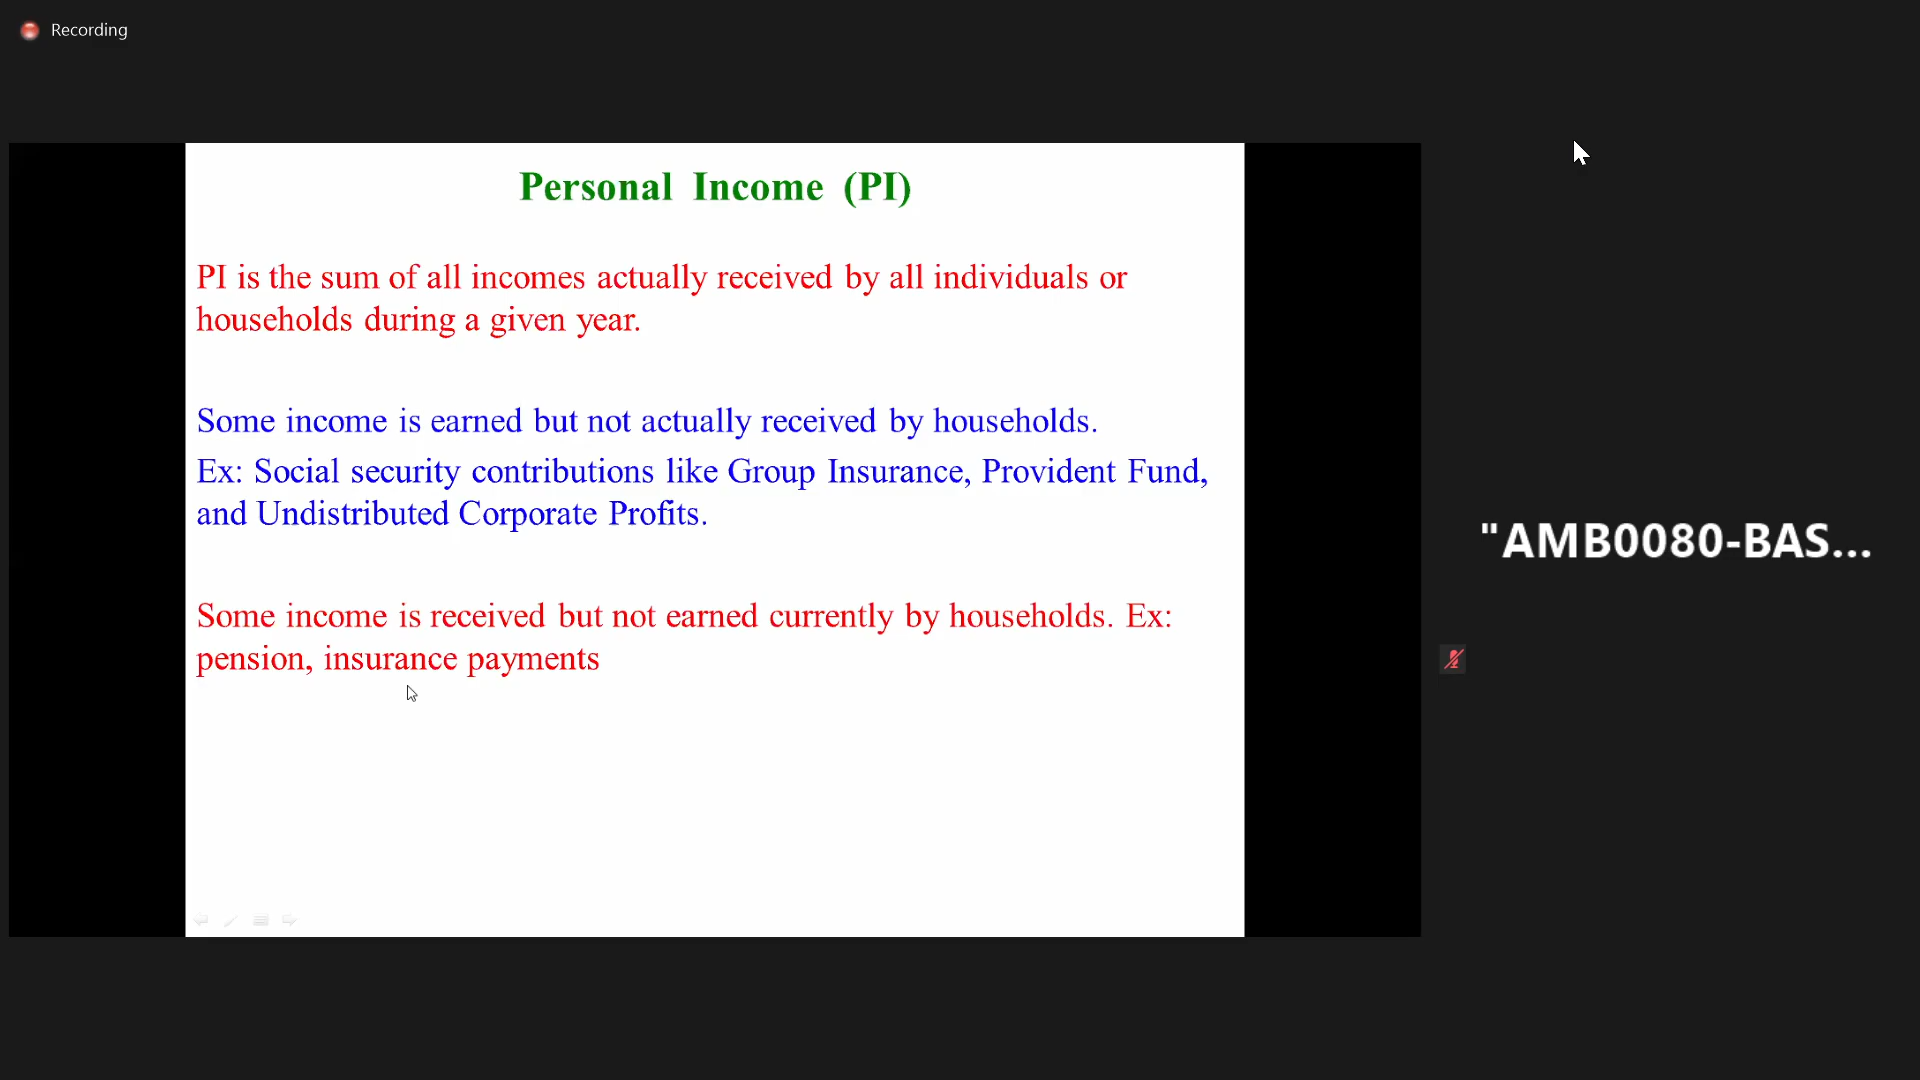 Recording
Personal Income (PI)
PI is the sum of all incomes actually received by all individuals or
households during a given year.
Some income is earned but not actually received by households.
Ex: Social security contributions like Group Insurance, Provident Fund,
and Undistributed Corporate Profits.
Some income is received but not earned currently by households. Ex:
pension, insurance payments
"AMB0080-BAS...